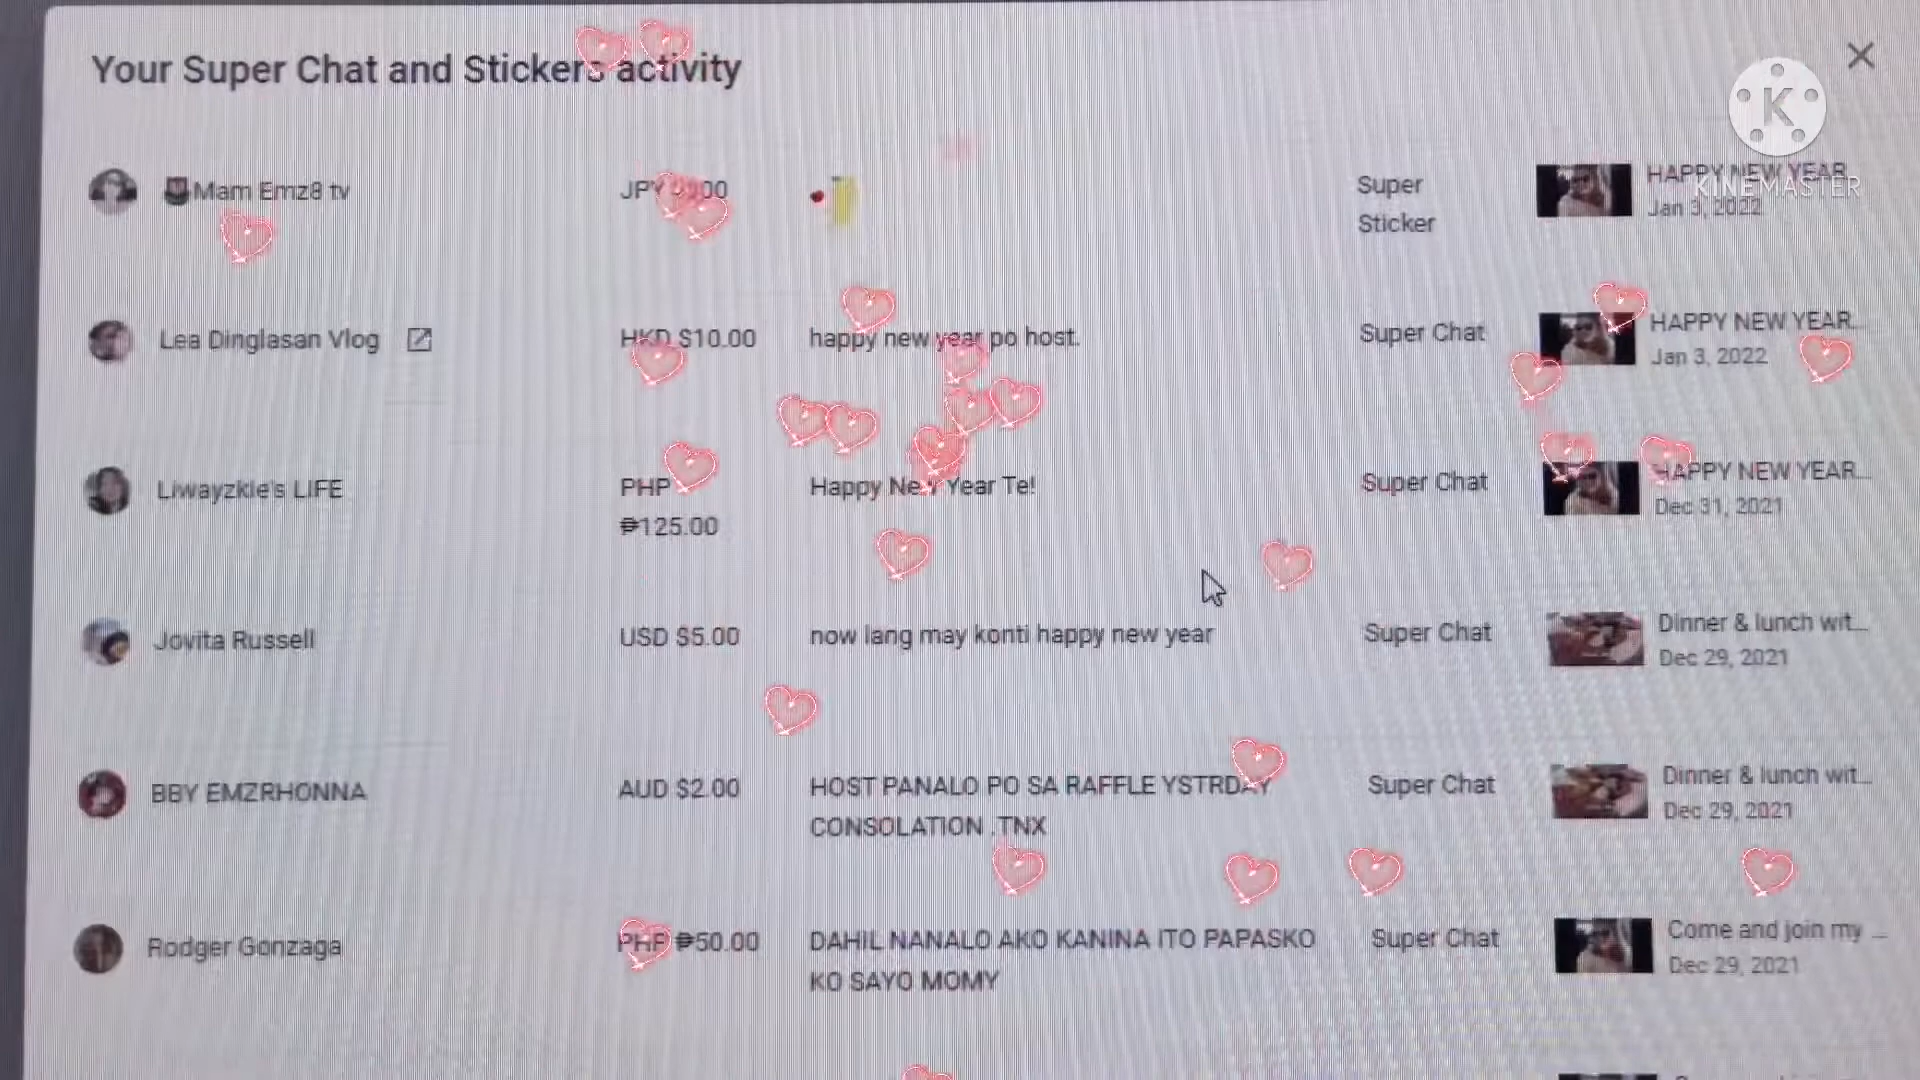 Your Super Chat and Stickers activity
Mam Emz8 tv JPY
Super
Sticker
HAPPY NEW YEAR
Jan 3, 2022
K
KINEMASTER
Lea Dinglasan Vlog HKD $10.00 happy new year po host. Super Chat HAPPY NEW YEAR...
Jan 3, 2022
Liwayzkie's LIFE PHP Happy New Year Te! Super Chat HAPPY NEW YEAR...
₱125.00 Dec 31, 2021
Jovita Russell USD $5.00 now lang may konti happy new year Super Chat Dinner & lunch wit...
Dec 29, 2021
BBY EMZRHONNA AUD $2.00 HOST PANALO PO SA RAFFLE YSTRDAY Super Chat Dinner & lunch wit...
CONSOLATION .TNX Dec 29, 2021
Rodger Gonzaga PHP ₱50.00 DAHIL NANALO AKO KANINA ITO PAPASKO Super Chat Come and join my ...
KO SAYO MOMY Dec 29, 2021